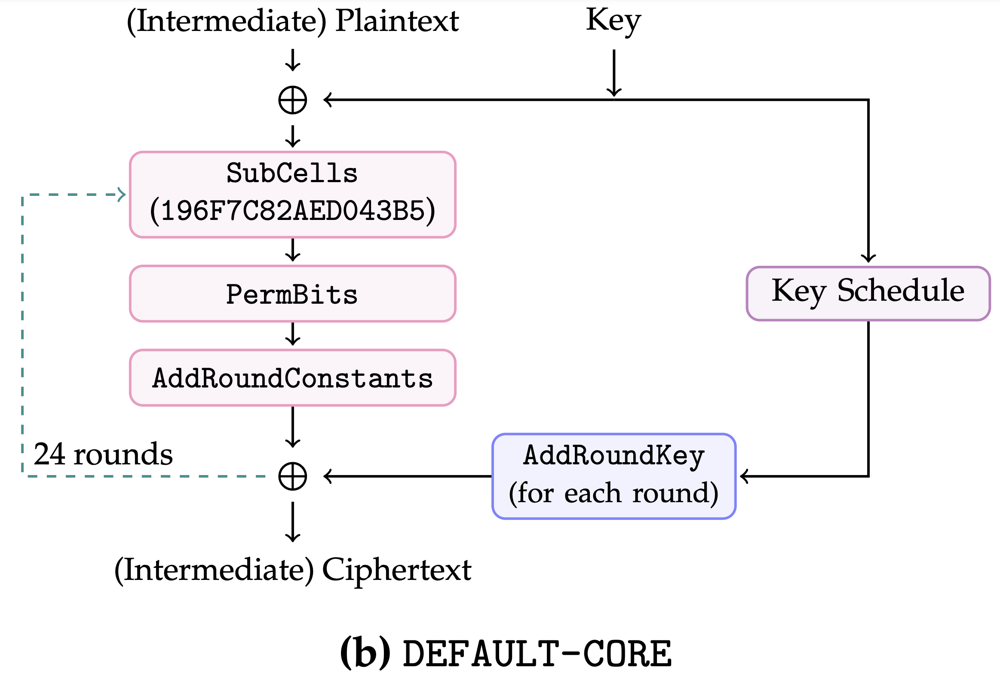 (Intermediate) Plaintext
Key
SubCells
(196F7C82AED043B5)
PermBits
Key Schedule
AddRoundConstants
24 rounds
AddRoundKey
(for each round)
(Intermediate) Ciphertext
(b) DEFAULT-CORE